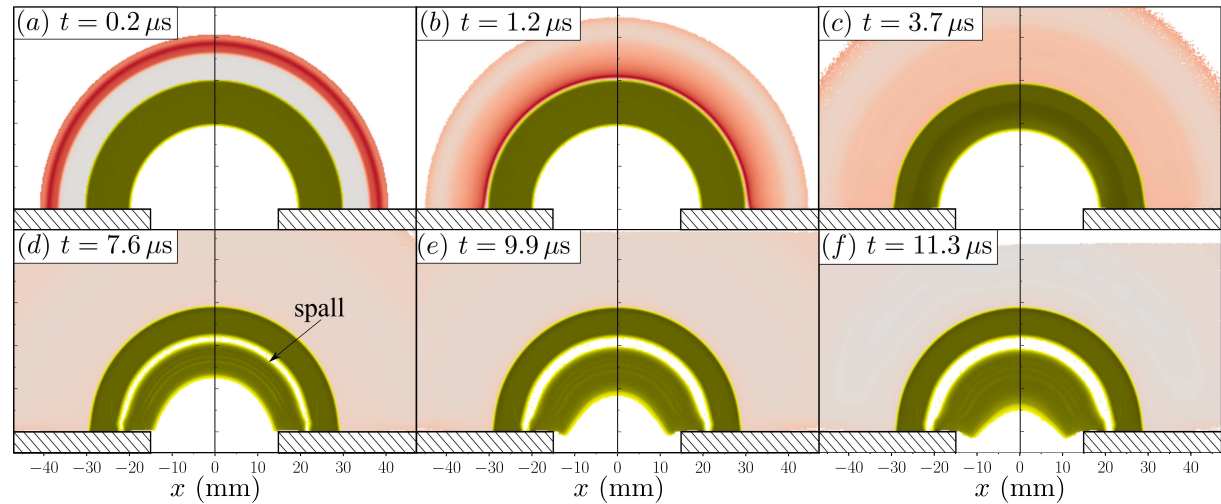 (a) t = 0.2 μs
(b) t = 1.2 μs
(c) t = 3.7 μs
(d) t = 7.6 μs
spall
(e) t = 9.9 μs
(f) t = 11.3 μs
−40 −30 −20 −10 0 10 20 30 40
−40 −30 −20 −10 0 10 20 30 40
−40 −30 −20 −10 0 10 20 30 40
x (mm)
x (mm)
x (mm)